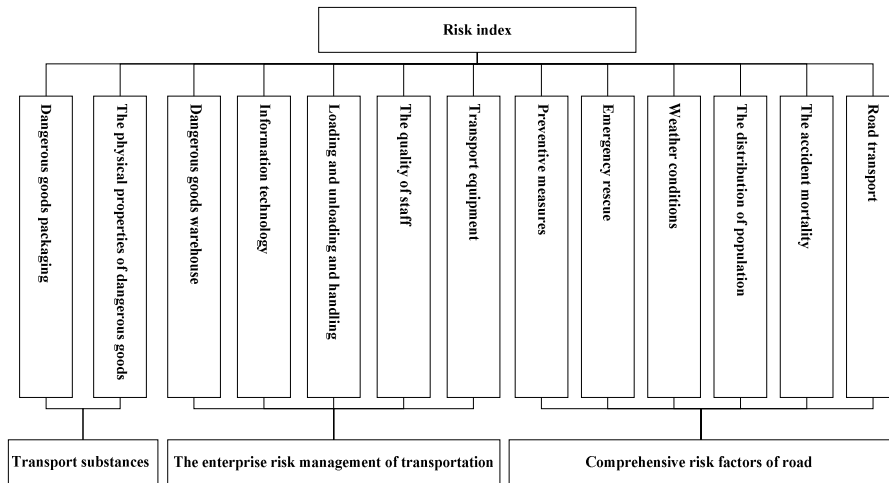 Risk index
Dangerous goods packaging
The physical properties of dangerous goods
Dangerous goods warehouse
Information technology
Loading and unloading and handling
The quality of staff
Transport equipment
Preventive measures
Emergency rescue
Weather conditions
The distribution of population
The accident mortality
Road transport
Transport substances
The enterprise risk management of transportation
Comprehensive risk factors of road